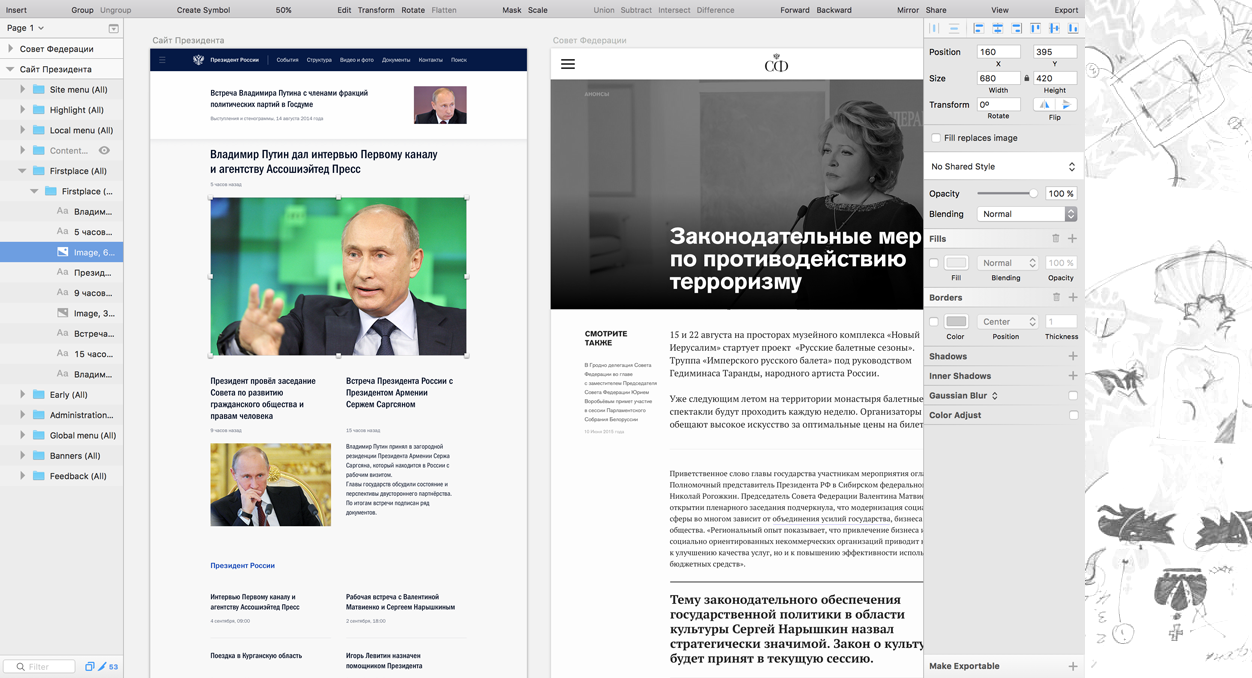 Insert
Group Ungroup
Create Symbol
50%
Edit Transform Rotate Flatten
Mask Scale
Union Subtract Intersect Difference
Forward Backward
Mirror Share
View
Export
Page 1
Совет Федерации
Сайт Президента
Site menu (All)
Highlight (All)
Local menu (All)
Content...
Firstplace (All)
Firstplace (...
Aa Владим...
Aa 5 часов...
Image, 6...
Aa Презид...
Aa 9 часов...
Image, 3...
Aa Встреча...
Aa 15 часо...
Aa Владим...
Early (All)
Administration...
Global menu (All)
Banners (All)
Feedback (All)
Filter
53
Сайт Президента
Президент России
События Структура Видео и фото Документы Контакты Поиск
Встреча Владимира Путина с членами фракций
политических партий в Госдуме
Выступления и стенограммы, 14 августа 2014 года
Владимир Путин дал интервью Первому каналу
и агентству Ассошиэйтед Пресс
5 часов назад
Президент провёл заседание
Совета по развитию
гражданского общества и
правам человека
9 часов назад
Встреча Президента России с
Президентом Армении
Сержем Саргсяном
15 часов назад
Владимир Путин принял в загородной
резиденции Президента Армении Сержа
Саргсяна, который находится в России с
рабочим визитом.
Главы государств обсудили состояние и
перспективы двустороннего партнёрства.
По итогам встречи подписан ряд
документов.
Президент России
Интервью Первому каналу и
агентству Ассошиэйтед Пресс
4 сентября, 09:00
Рабочая встреча с Валентиной
Матвиенко и Сергеем Нарышкиным
2 сентября, 18:00
Поездка в Курганскую область
Игорь Левитин назначен
помощником Президента
Совет Федерации
СФ
АНОНСЫ
Законодательные мер
по противодействию
терроризму
СМОТРИТЕ
ТАКЖЕ
В Гродно делегация Совета
Федерации во главе
с заместителем Председателя
Совета Федерации Юрием
Воробьёвым примет участие
в сессии Парламентского
Собрания Белоруссии
10 Июня 2015 года
15 и 22 августа на просторах музейного комплекса «Новый
Иерусалим» стартует проект «Русские балетные сезоны».
Труппа «Имперского русского балета» под руководством
Гедиминаса Таранды, народного артиста России.
Уже следующим летом на территории монастыря балетные
спектакли будут проходить каждую неделю. Организаторы
обещают высокое искусство за оптимальные цены на билет
Приветственное слово главы государства участникам мероприятия огла
Полномочный представитель Президента РФ в Сибирском федерально
Николай Рогожкин. Председатель Совета Федерации Валентина Матвие
открытии пленарного заседания подчеркнула, что модернизация социа
сферы во многом зависит от объединения усилий государства, бизнеса
общества. «Региональный опыт показывает, что привлечение бизнеса и
социально ориентированных некоммерческих организаций приводит н
к улучшению качества услуг, но и к повышению эффективности исполь
бюджетных средств».
Тему законодательного обеспечения
государственной политики в области
культуры Сергей Нарышкин назвал
стратегически значимой. Закон о культу
будет принят в текущую сессию.
Position 160 395
X Y
Size 680 420
Width Height
Transform 0º
Rotate Flip
Fill replaces image
No Shared Style
Opacity 100 %
Blending Normal
Fills
Normal 100 %
Fill Blending Opacity
Borders
Center 1
Color Position Thickness
Shadows
Inner Shadows
Gaussian Blur
Color Adjust
Make Exportable